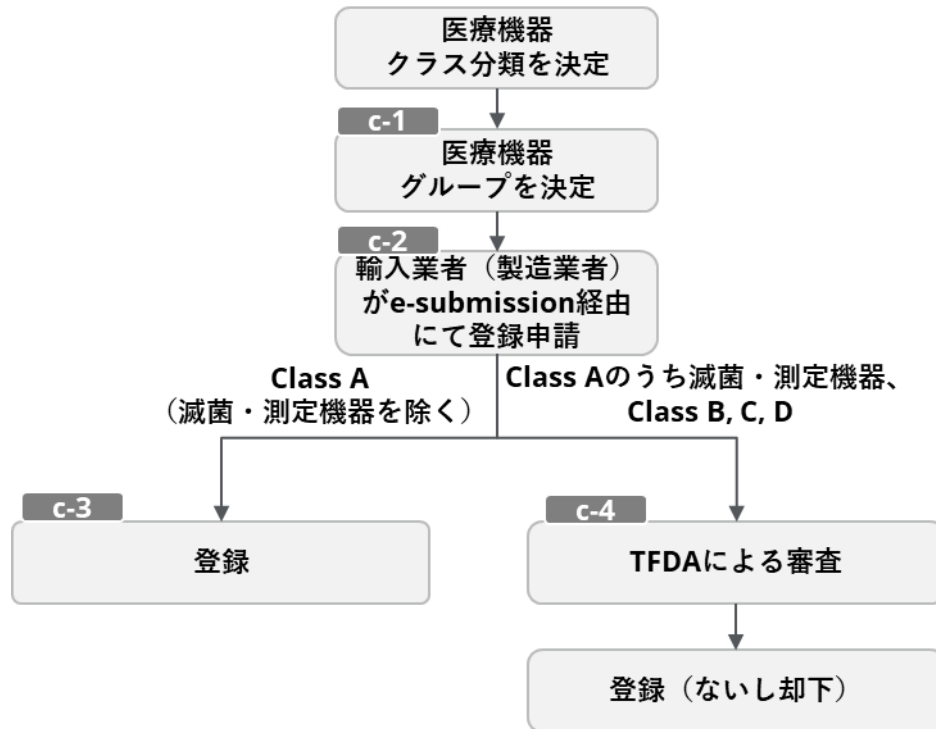 医療機器
クラス分類を決定
c-1
医療機器
グループを決定
c-2
輸入業者（製造業者）
がe-submission経由
にて登録申請
Class A
（滅菌・測定機器を除く）
Class Aのうち滅菌・測定機器、
Class B, C, D
c-3
登録
c-4
TFDAによる審査
登録（ないし却下）